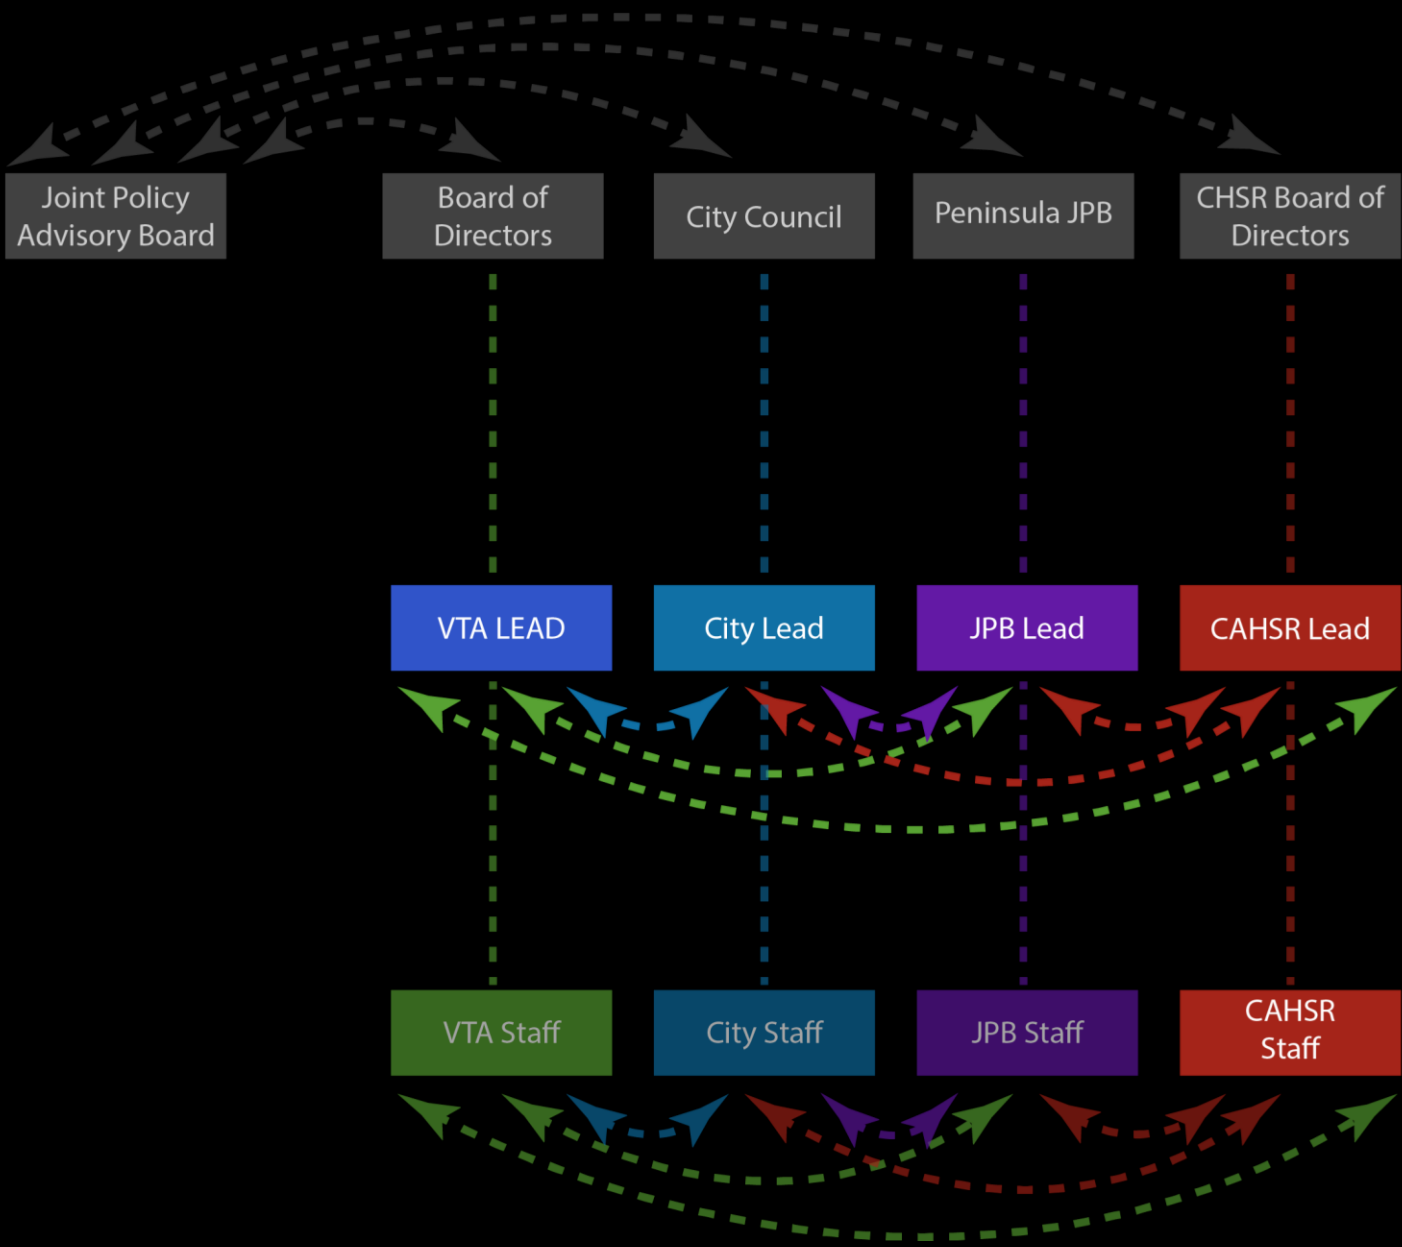 Joint Policy
Advisory Board
Board of
Directors
City Council
Peninsula JPB
CHSR Board of
Directors
VTA LEAD
City Lead
JPB Lead
CAHSR Lead
VTA Staff
City Staff
JPB Staff
CAHSR
Staff